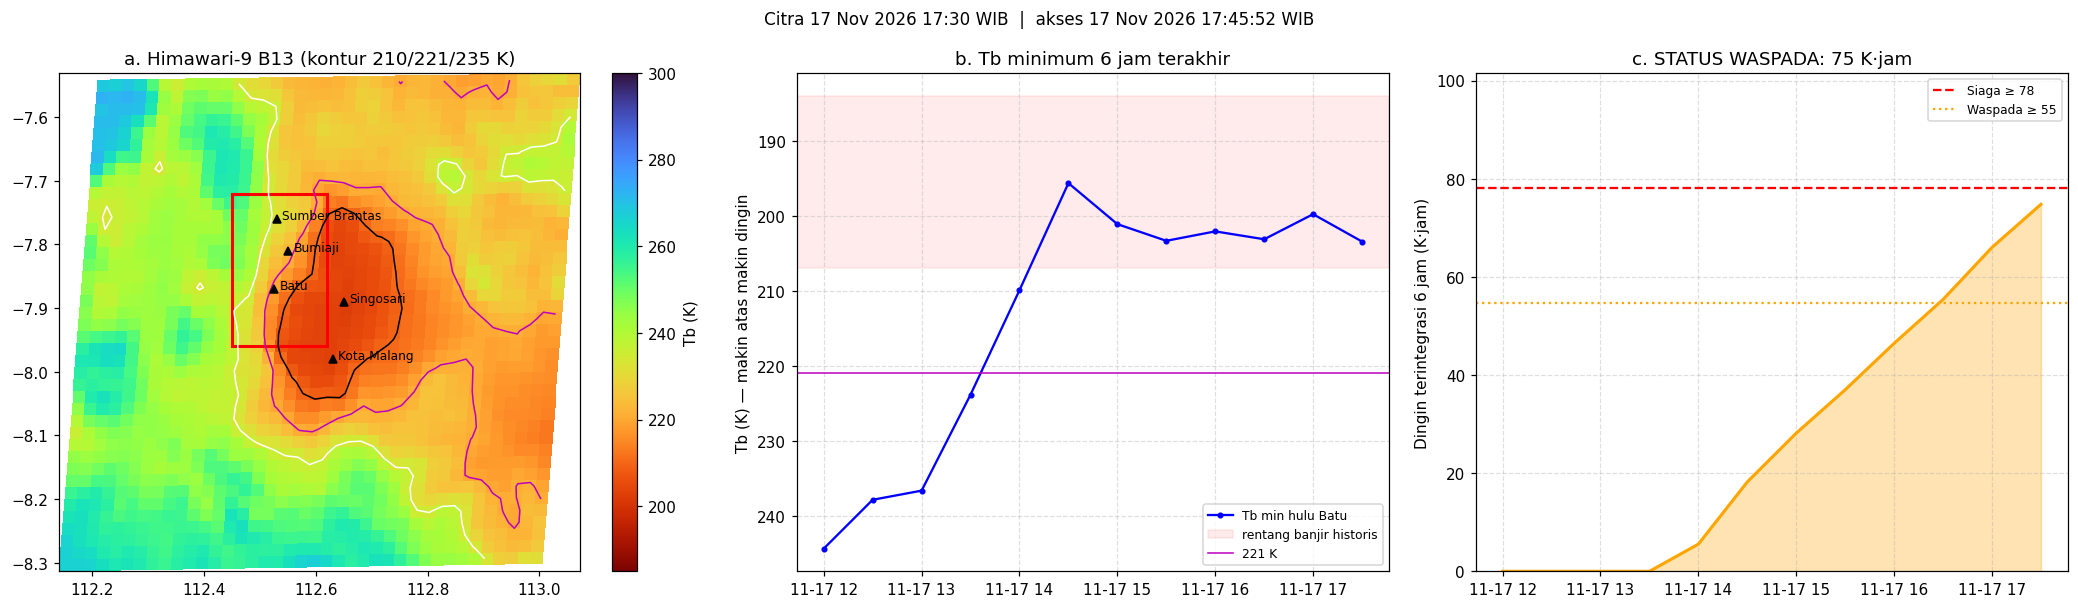 Citra 17 Nov 2026 17:30 WIB | akses 17 Nov 2026 17:45:52 WIB
a. Himawari-9 B13 (kontur 210/221/235 K)
−7.6
−7.7
−7.8
−7.9
−8.0
−8.1
−8.2
−8.3
112.2
112.4
112.6
112.8
113.0
Sumber Brantas
Bumiaji
Batu
Singosari
Kota Malang
300
280
260
240
220
200
Tb (K)
b. Tb minimum 6 jam terakhir
Tb (K) — makin atas makin dingin
190
200
210
220
230
240
Tb min hulu Batu
rentang banjir historis
221 K
11-17 12
11-17 13
11-17 14
11-17 15
11-17 16
11-17 17
c. STATUS WASPADA: 75 K·jam
Dingin terintegrasi 6 jam (K·jam)
100
80
60
40
20
0
Siaga ≥ 78
Waspada ≥ 55
11-17 12
11-17 13
11-17 14
11-17 15
11-17 16
11-17 17